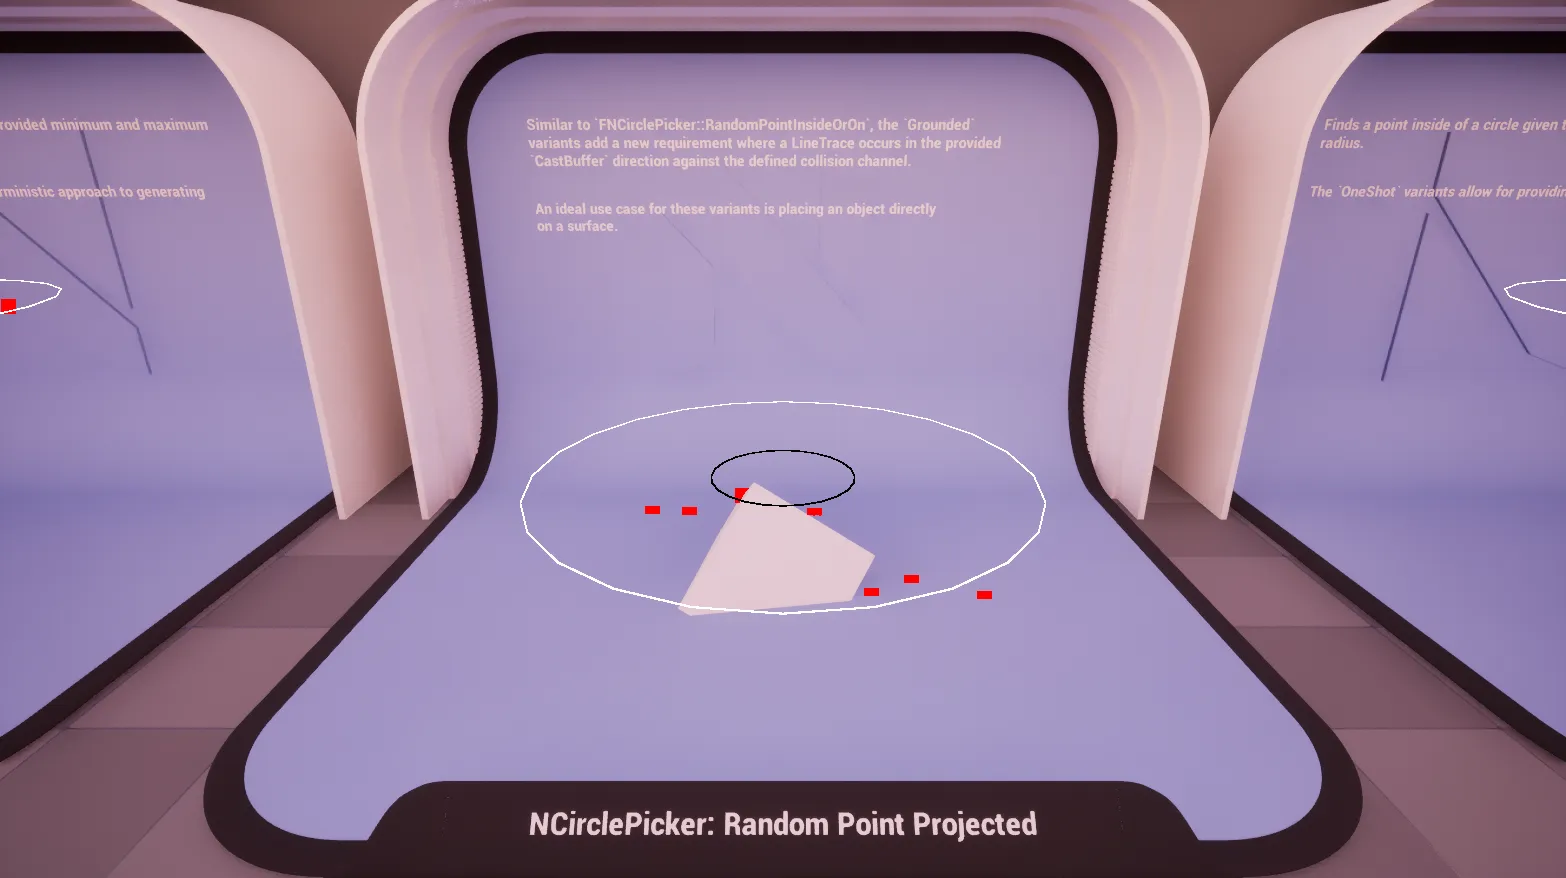 rovided minimum and maximum
rministic approach to generating
Similar to `FNCirclePicker::RandomPointInsideOrOn`, the `Grounded`
variants add a new requirement where a LineTrace occurs in the provided
`CastBuffer` direction against the defined collision channel.
An ideal use case for these variants is placing an object directly
on a surface.
Finds a point inside of a circle given
radius.
The `OneShot` variants allow for
NCirclePicker: Random Point Projected